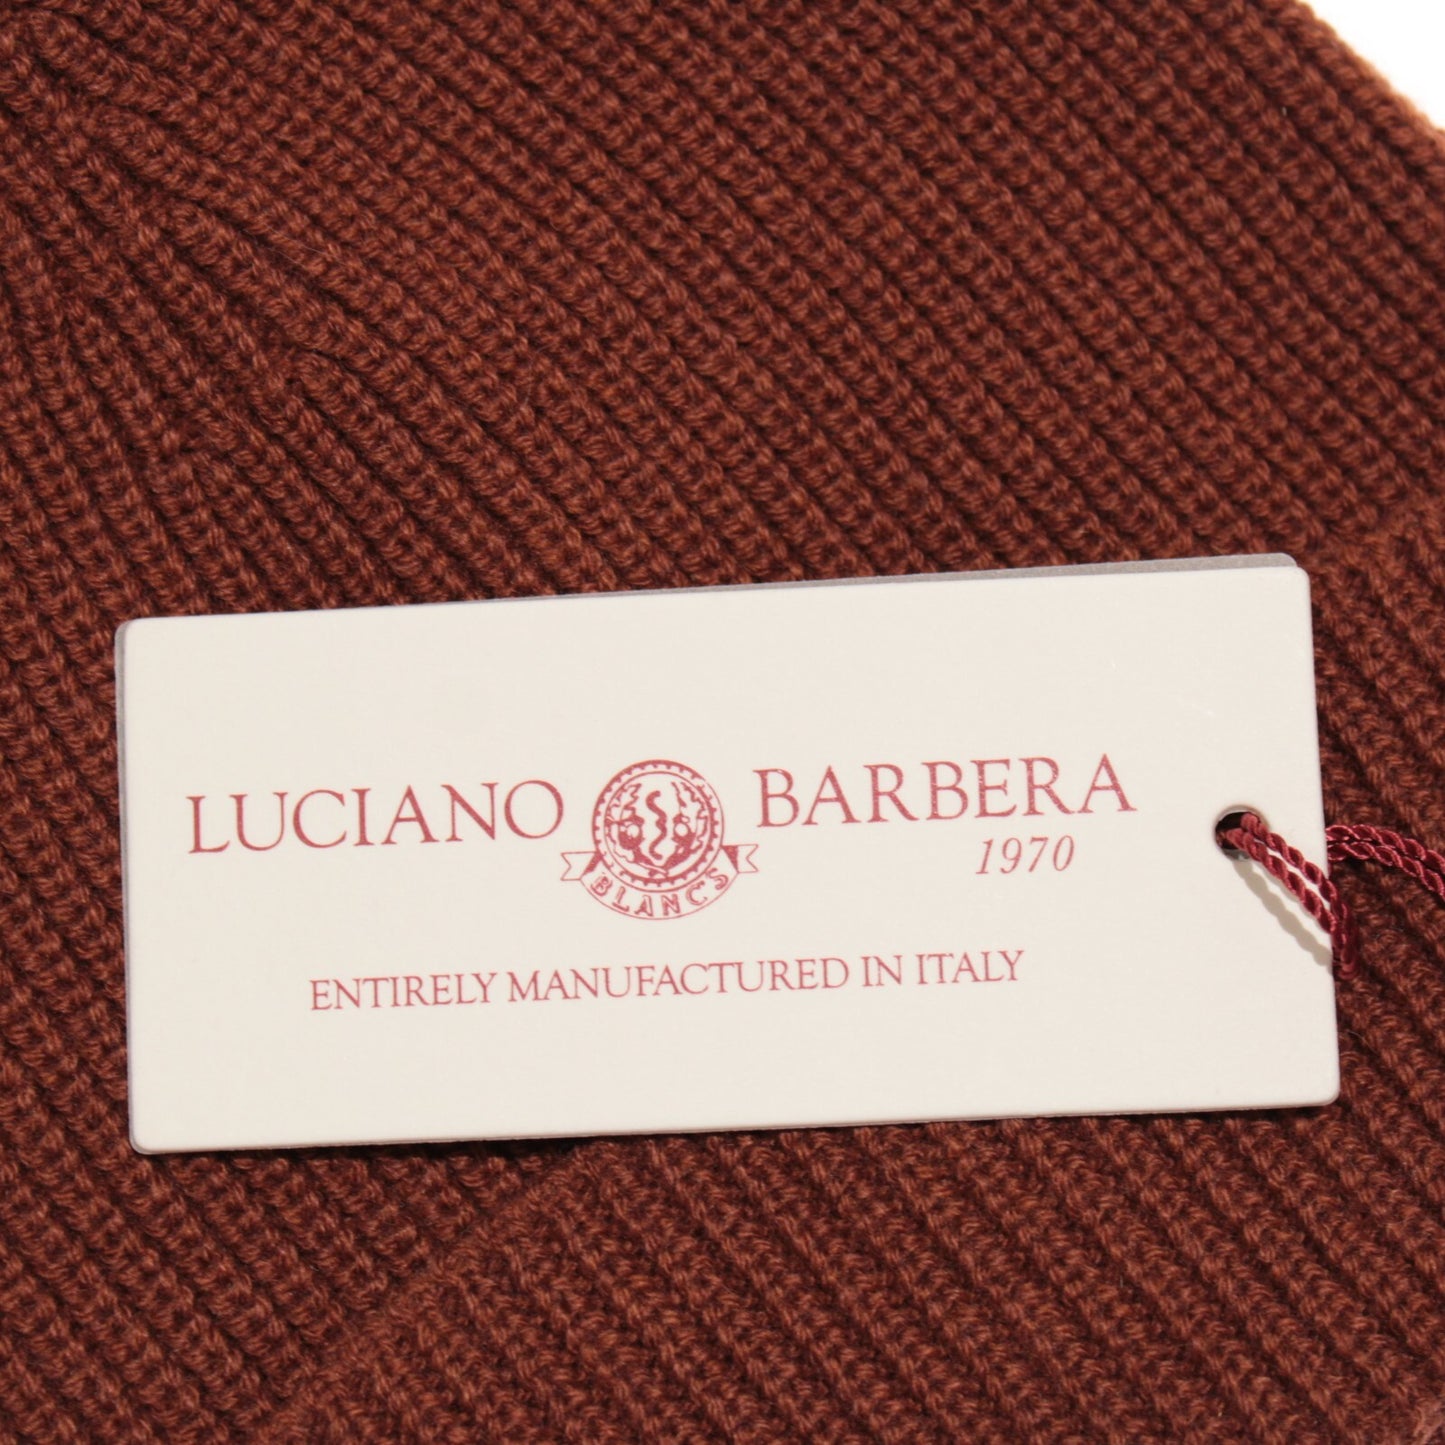 LUCIANO BARBERA
1970
BLANCS
ENTIRELY MANUFACTURED IN ITALY